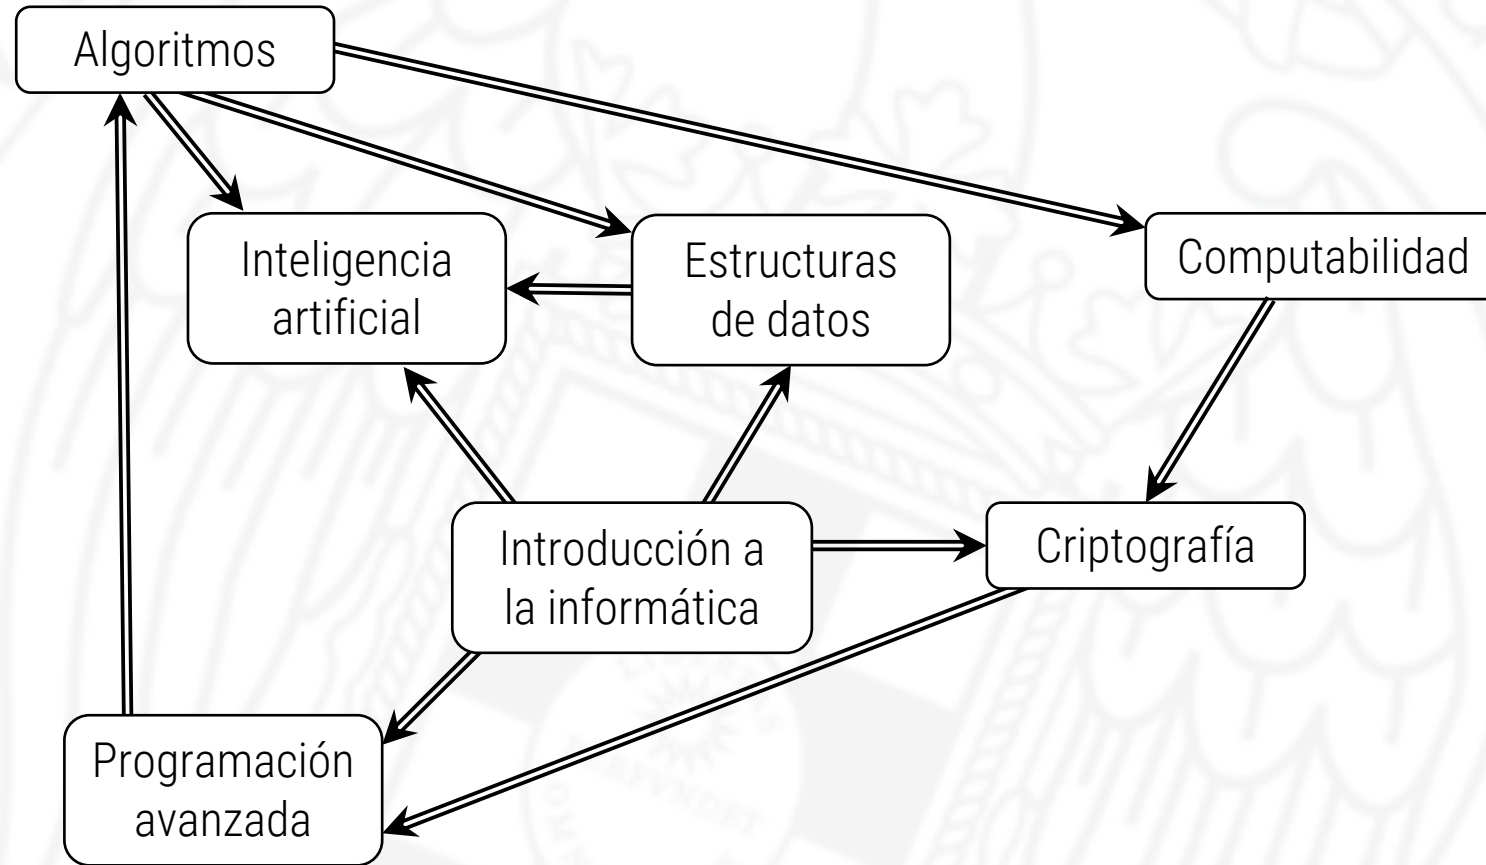 Algoritmos
Inteligencia
artificial
Estructuras
de datos
Computabilidad
Introducción a
la informática
Criptografía
Programación
avanzada